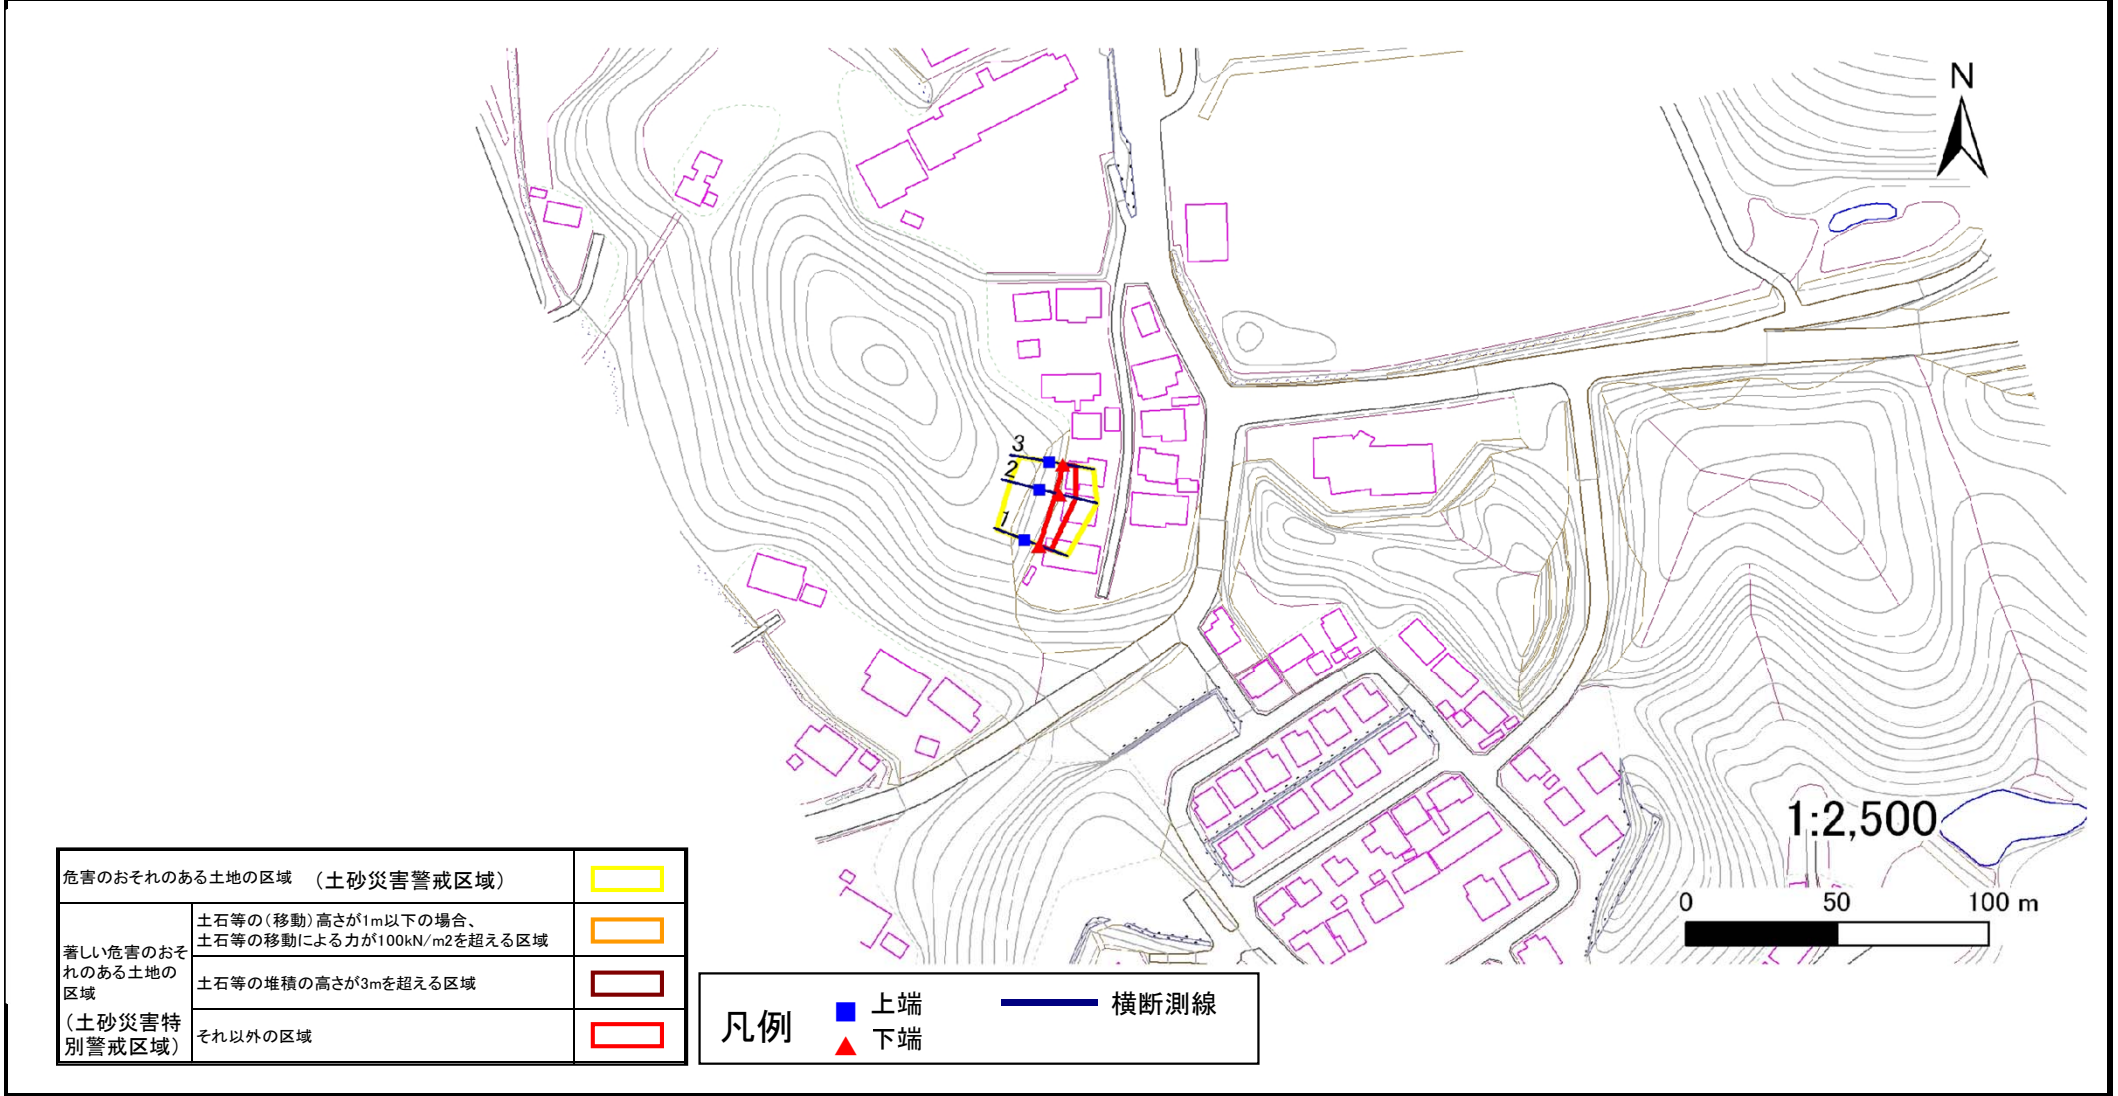 N
3
2
1
1:2,500
0 50 100 m
危害のおそれのある土地の区域 （土砂災害警戒区域）
著しい危害のおそ
れのある土地の
区域
（土砂災害特
別警戒区域）
土石等の（移動）高さが1m以下の場合、
土石等の移動による力が100kN/m2を超える区域
土石等の堆積の高さが3mを超える区域
それ以外の区域
凡例
上端
下端
横断測線